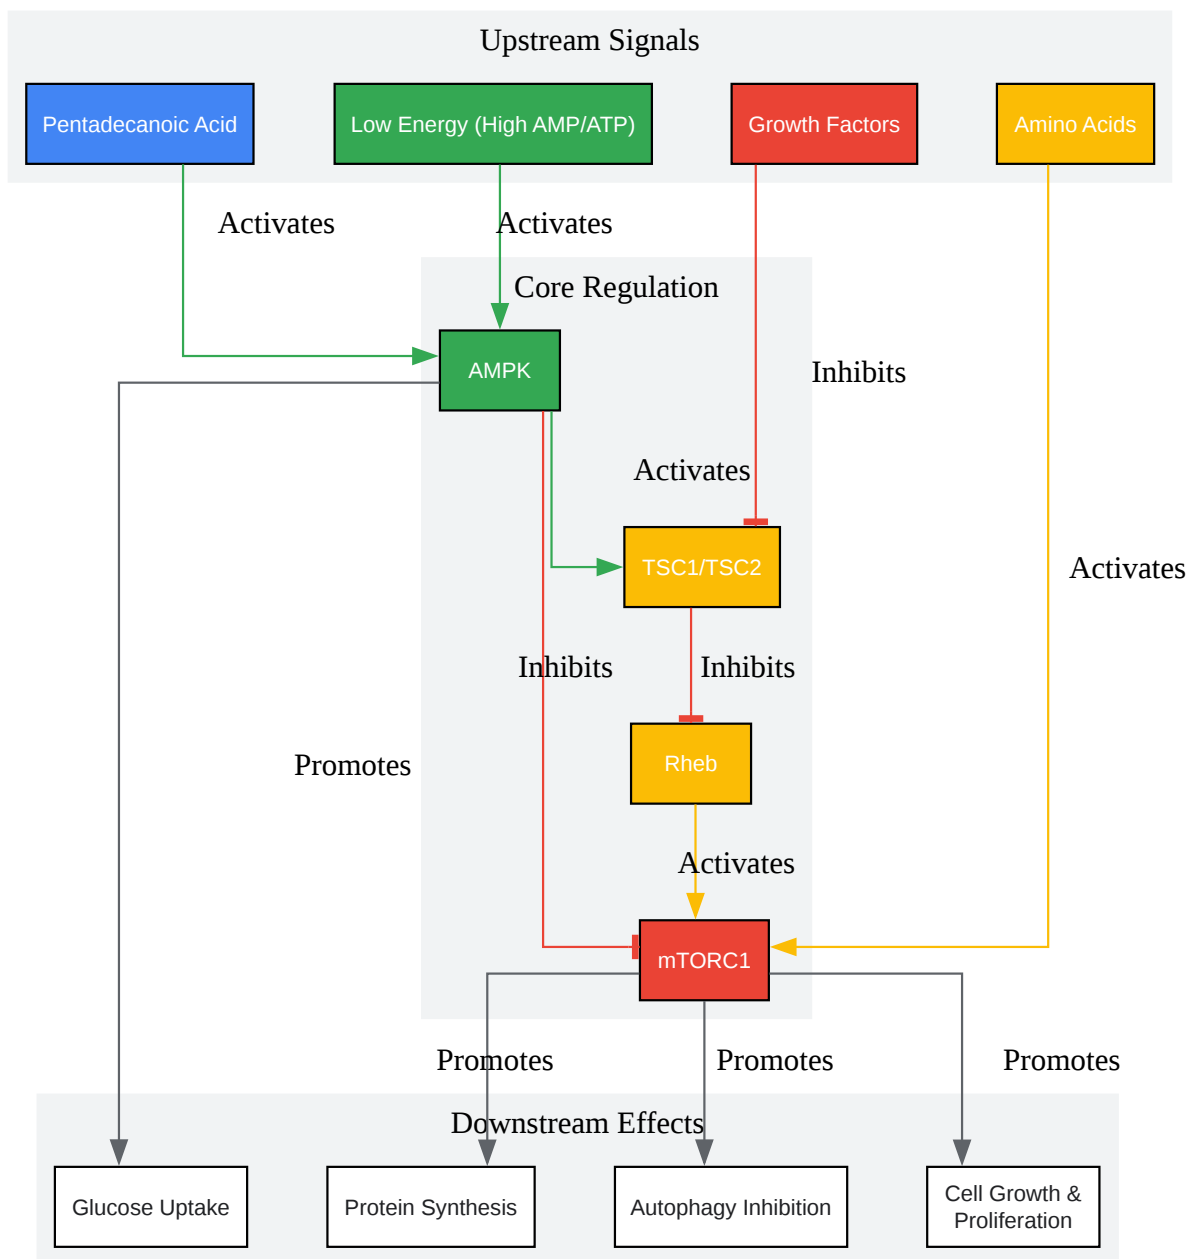 Upstream Signals
Pentadecanoic Acid
Low Energy (High AMP/ATP)
Growth Factors
Amino Acids
Activates
Activates
Core Regulation
AMPK
Inhibits
Activates
TSC1/TSC2
Activates
Inhibits
Inhibits
Rheb
Promotes
Activates
mTORC1
Promotes
Promotes
Promotes
Downstream Effects
Glucose Uptake
Protein Synthesis
Autophagy Inhibition
Cell Growth &
Proliferation